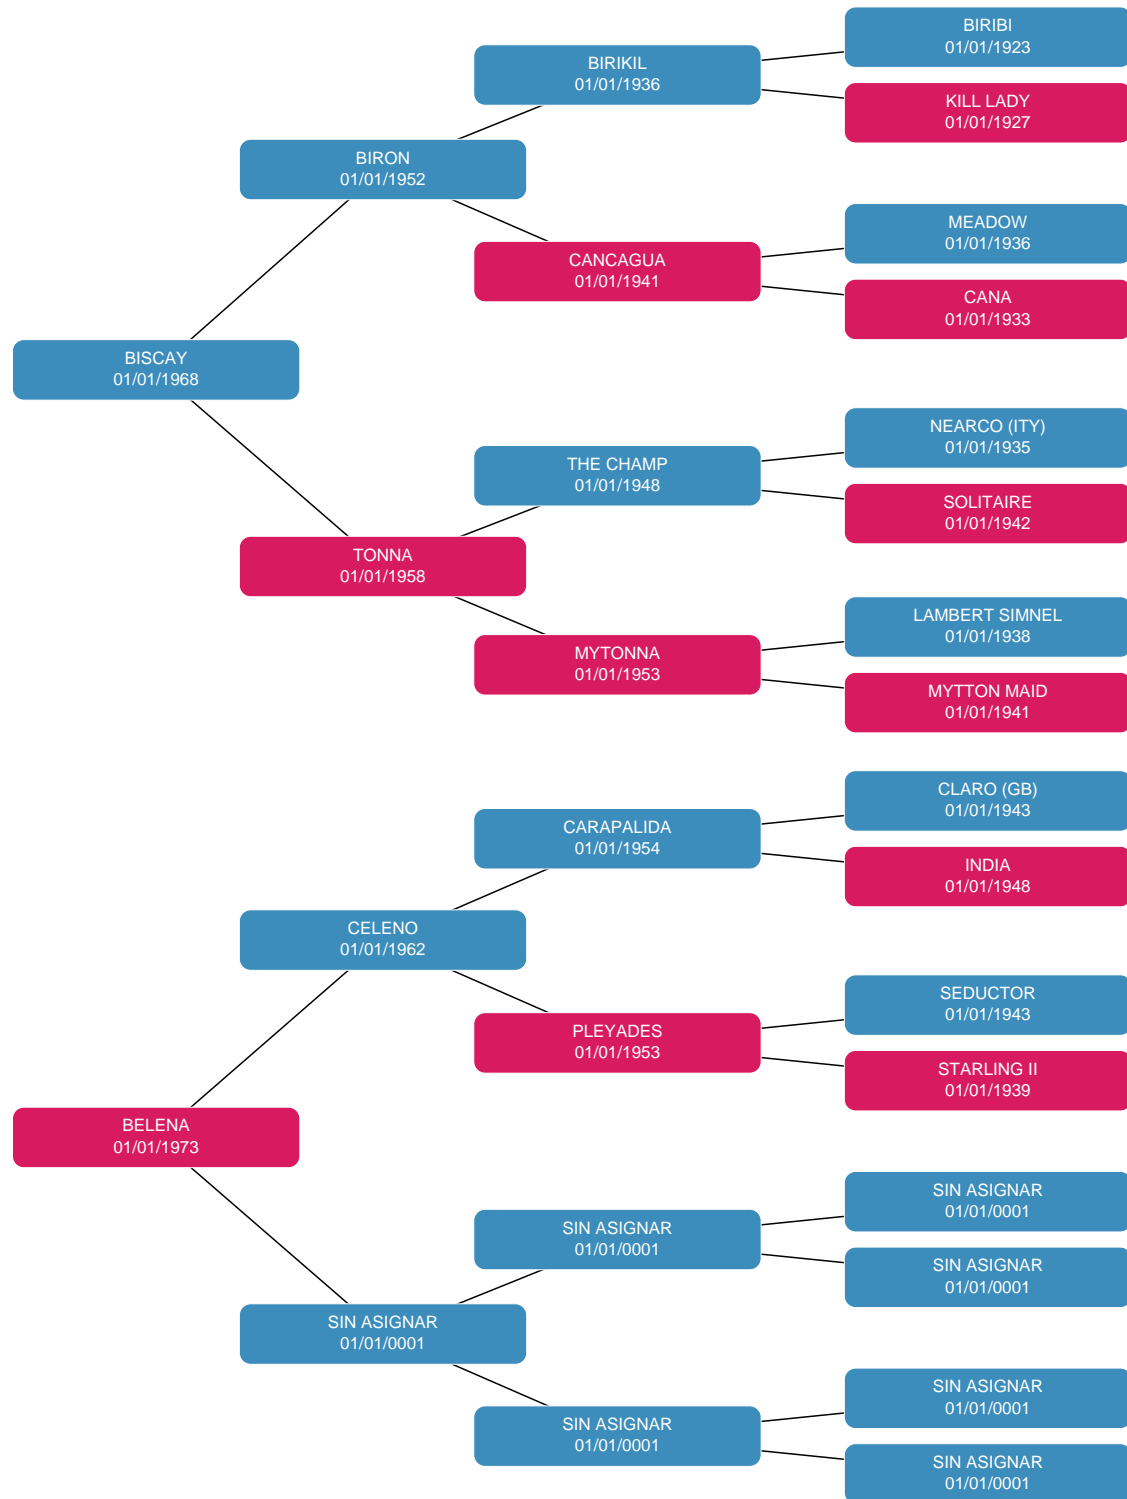 BIRIBI
01/01/1923
BIRIKIL
01/01/1936
KILL LADY
01/01/1927
BIRON
01/01/1952
MEADOW
01/01/1936
CANCAGUA
01/01/1941
CANA
01/01/1933
BISCAY
01/01/1968
NEARCO (ITY)
01/01/1935
THE CHAMP
01/01/1948
SOLITAIRE
01/01/1942
TONNA
01/01/1958
LAMBERT SIMNEL
01/01/1938
MYTONNA
01/01/1953
MYTTON MAID
01/01/1941
CLARO (GB)
01/01/1943
CARAPALIDA
01/01/1954
INDIA
01/01/1948
CELENO
01/01/1962
SEDUCTOR
01/01/1943
PLEYADES
01/01/1953
STARLING II
01/01/1939
BELENA
01/01/1973
SIN ASIGNAR
01/01/0001
SIN ASIGNAR
01/01/0001
SIN ASIGNAR
01/01/0001
SIN ASIGNAR
01/01/0001
SIN ASIGNAR
01/01/0001
SIN ASIGNAR
01/01/0001
SIN ASIGNAR
01/01/0001